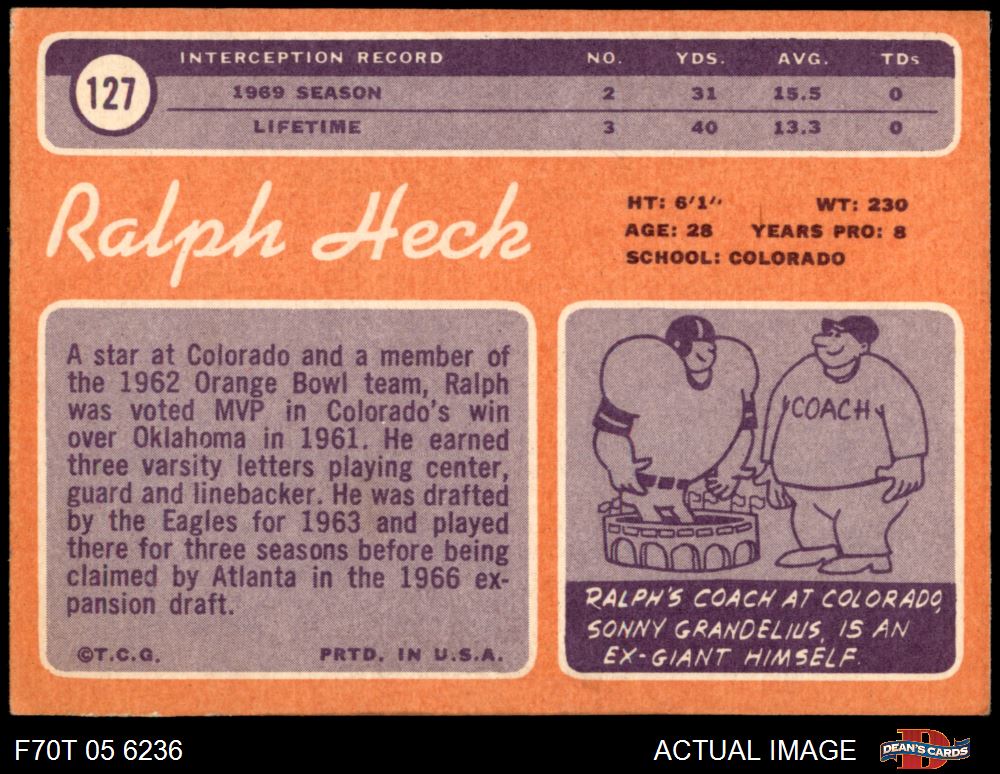 127
INTERCEPTION RECORD NO. YDS. AVG. TDs
1969 SEASON 2 31 15.5 0
LIFETIME 3 40 13.3 0
Ralph Heck
HT: 6'1" WT: 230
AGE: 28 YEARS PRO: 8
SCHOOL: COLORADO
A star at Colorado and a member of
the 1962 Orange Bowl team, Ralph
was voted MVP in Colorado's win
over Oklahoma in 1961. He earned
three varsity letters playing center,
guard and linebacker. He was drafted
by the Eagles for 1963 and played
there for three seasons before being
claimed by Atlanta in the 1966 ex-
pansion draft.
©T.C.G. PRTD. IN U.S.A.
COACH
RALPH'S COACH AT COLORADO,
SONNY GRANDELIUS, IS AN
EX-GIANT HIMSELF.
F70T 05 6236 ACTUAL IMAGE
D
DEAN'S CARDS